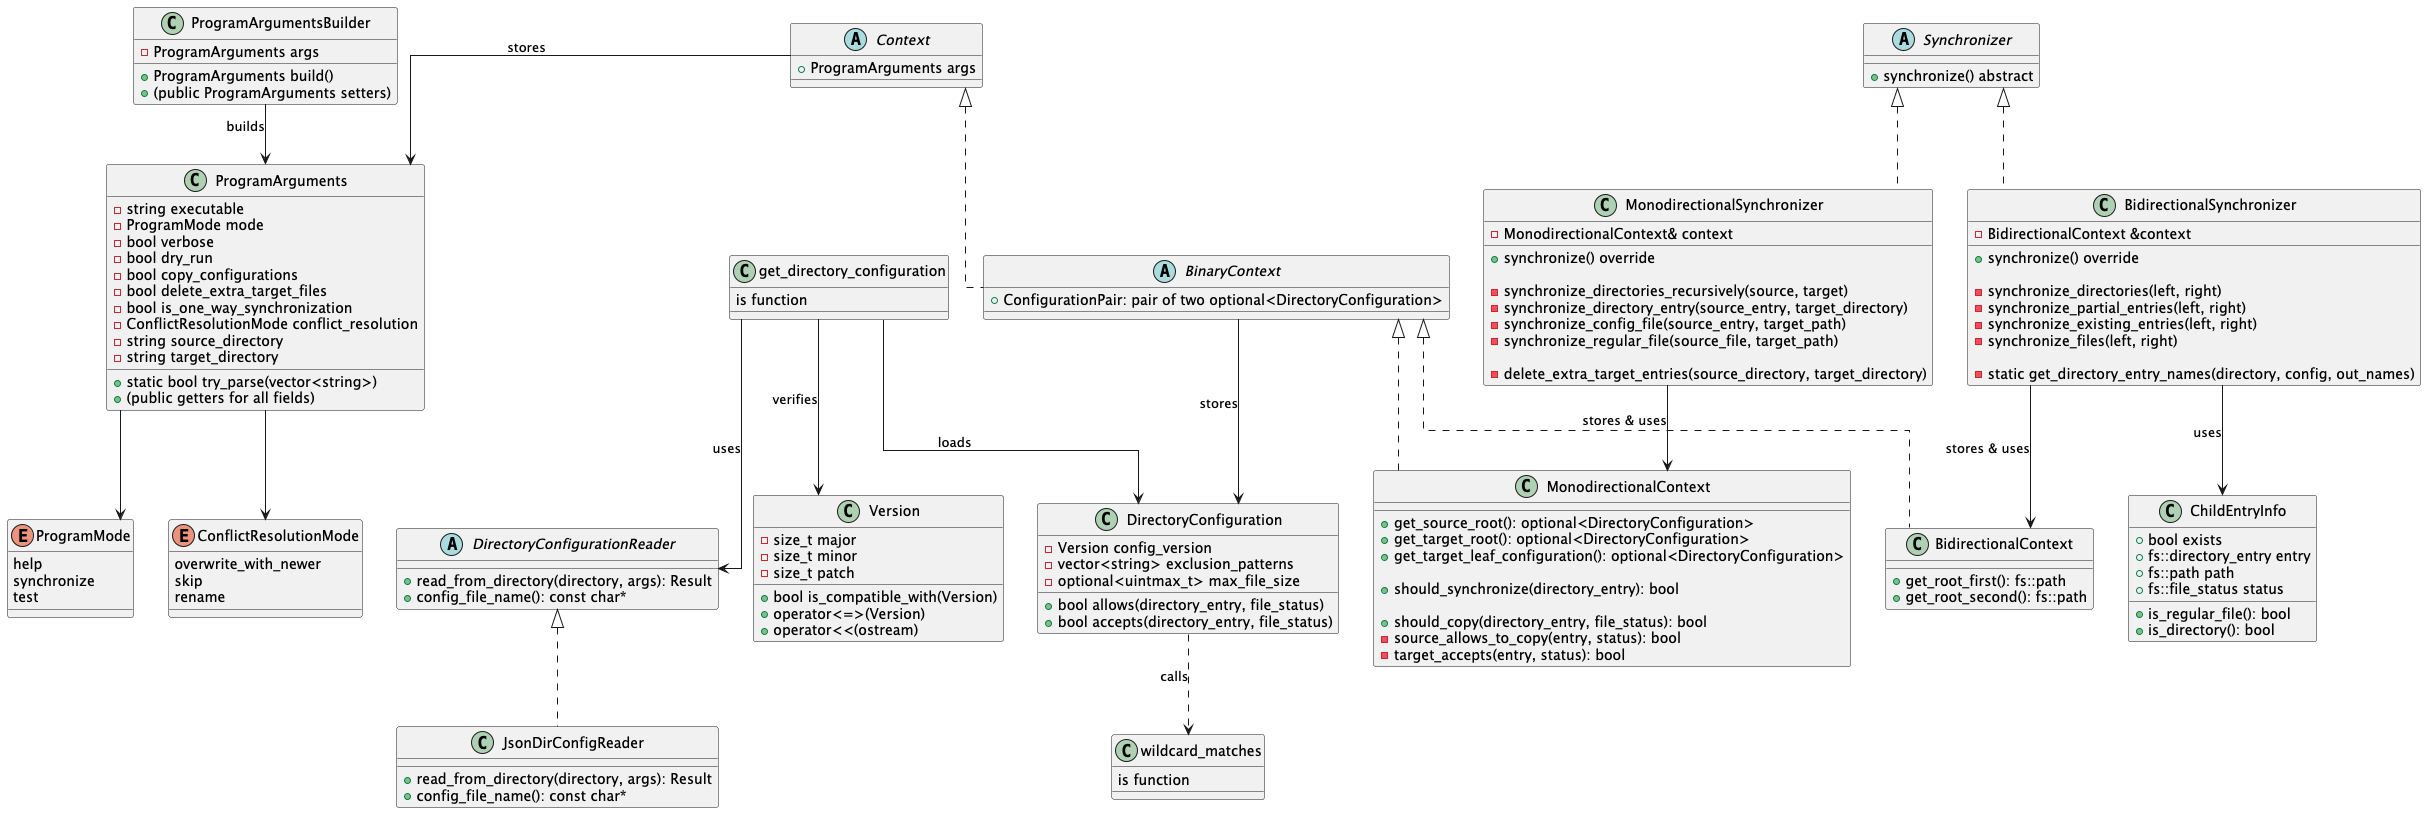 C ProgramArgumentsBuilder
ProgramArguments args
ProgramArguments build()
(public ProgramArguments setters)
builds
stores
A Context
ProgramArguments args
A Synchronizer
synchronize() abstract
C ProgramArguments
string executable
ProgramMode mode
bool verbose
bool dry_run
bool copy_configurations
bool delete_extra_target_files
bool is_one_way_synchronization
ConflictResolutionMode conflict_resolution
string source_directory
string target_directory
static bool try_parse(vector<string>)
(public getters for all fields)
C get_directory_configuration
is function
A BinaryContext
ConfigurationPair: pair of two optional<DirectoryConfiguration>
C MonodirectionalSynchronizer
MonodirectionalContext& context
synchronize() override
synchronize_directories_recursively(source, target)
synchronize_directory_entry(source_entry, target_directory)
synchronize_config_file(source_entry, target_path)
synchronize_regular_file(source_file, target_path)
delete_extra_target_entries(source_directory, target_directory)
C BidirectionalSynchronizer
BidirectionalContext &context
synchronize() override
synchronize_directories(left, right)
synchronize_partial_entries(left, right)
synchronize_existing_entries(left, right)
synchronize_files(left, right)
static get_directory_entry_names(directory, config, out_names)
uses
verifies
loads
stores
stores & uses
stores & uses
uses
E ProgramMode
help
synchronize
test
E ConflictResolutionMode
overwrite_with_newer
skip
rename
A DirectoryConfigurationReader
read_from_directory(directory, args): Result
config_file_name(): const char*
C Version
size_t major
size_t minor
size_t patch
bool is_compatible_with(Version)
operator<=>(Version)
operator<<(ostream)
C DirectoryConfiguration
Version config_version
vector<string> exclusion_patterns
optional<uintmax_t> max_file_size
bool allows(directory_entry, file_status)
bool accepts(directory_entry, file_status)
C MonodirectionalContext
get_source_root(): optional<DirectoryConfiguration>
get_target_root(): optional<DirectoryConfiguration>
get_target_leaf_configuration(): optional<DirectoryConfiguration>
should_synchronize(directory_entry): bool
should_copy(directory_entry, file_status): bool
source_allows_to_copy(entry, status): bool
target_accepts(entry, status): bool
C BidirectionalContext
get_root_first(): fs::path
get_root_second(): fs::path
C ChildEntryInfo
bool exists
fs::directory_entry entry
fs::path path
fs::file_status status
is_regular_file(): bool
is_directory(): bool
calls
C JsonDirConfigReader
read_from_directory(directory, args): Result
config_file_name(): const char*
C wildcard_matches
is function